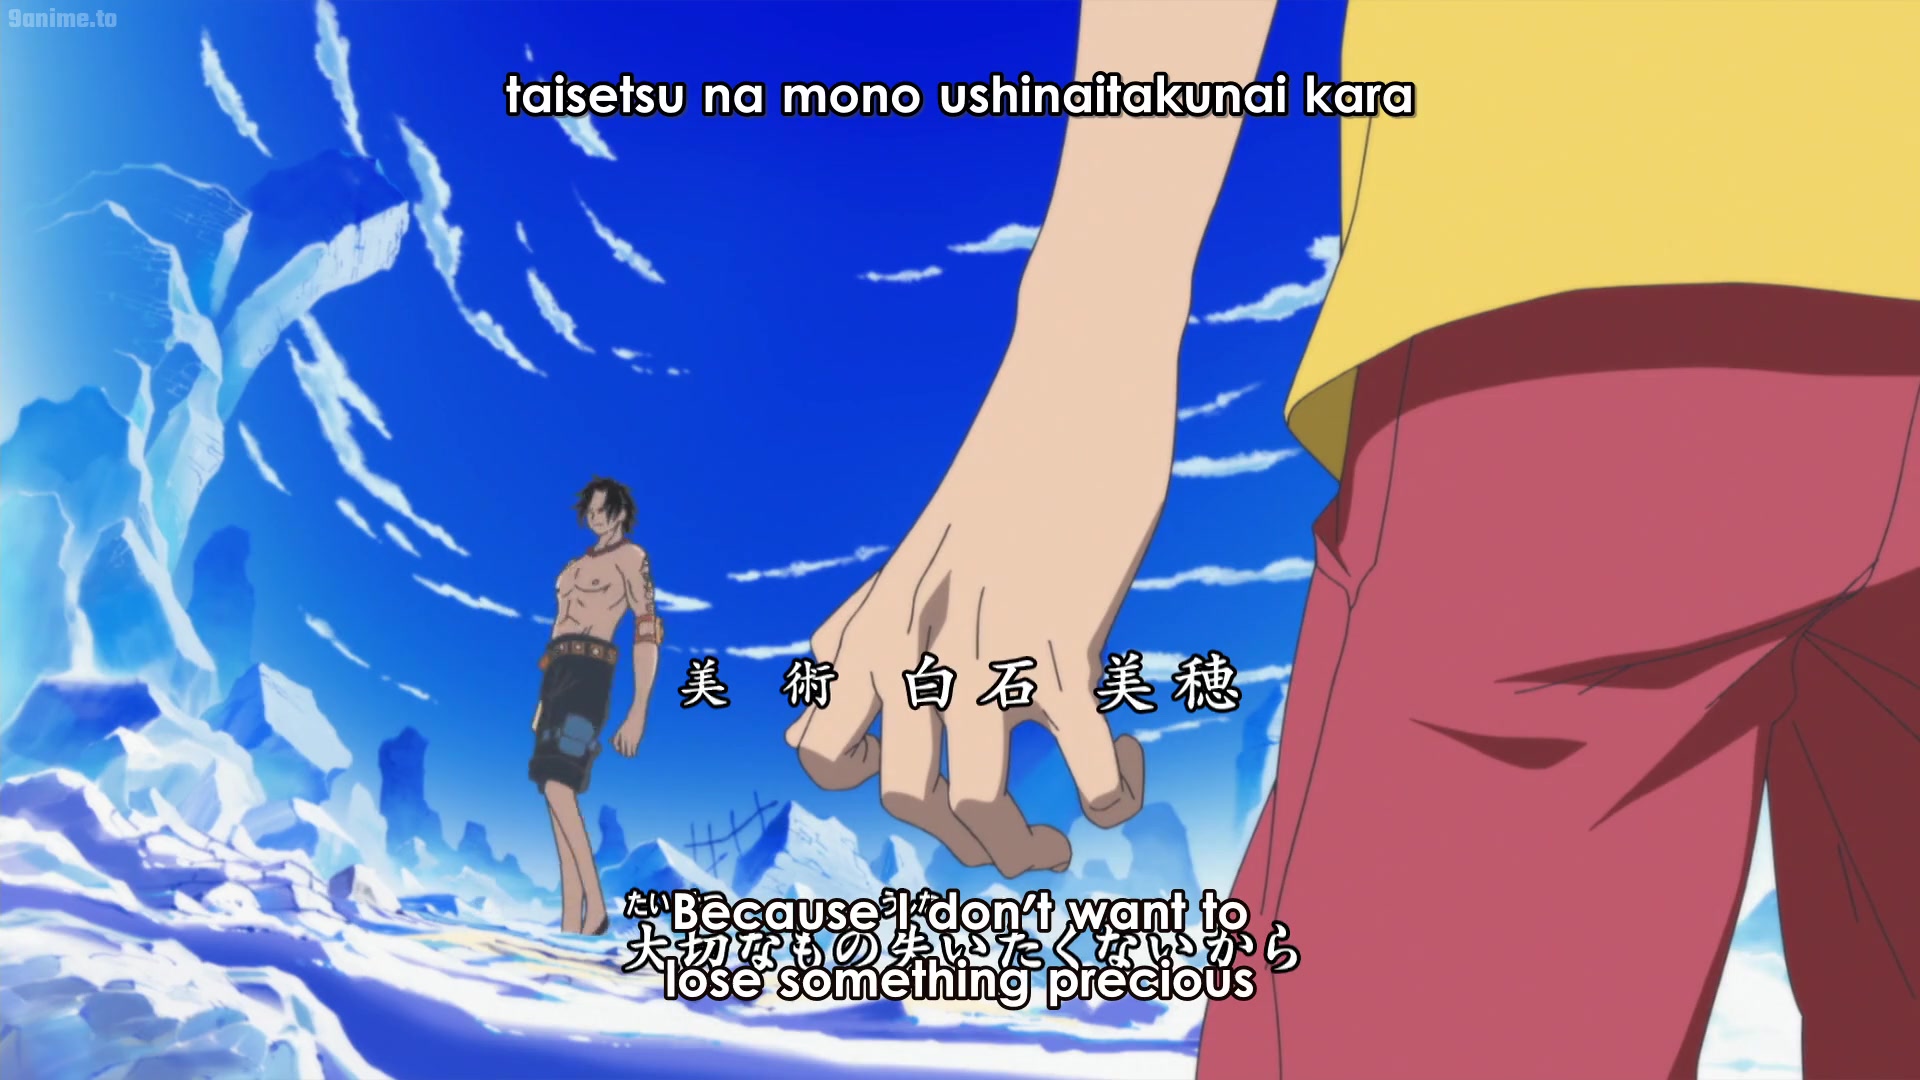 9anime.to
taisetsu na mono ushinaitakunai kara
美術 白石美穂
Because I don't want to
大切なもの失いたくないから
lose something precious